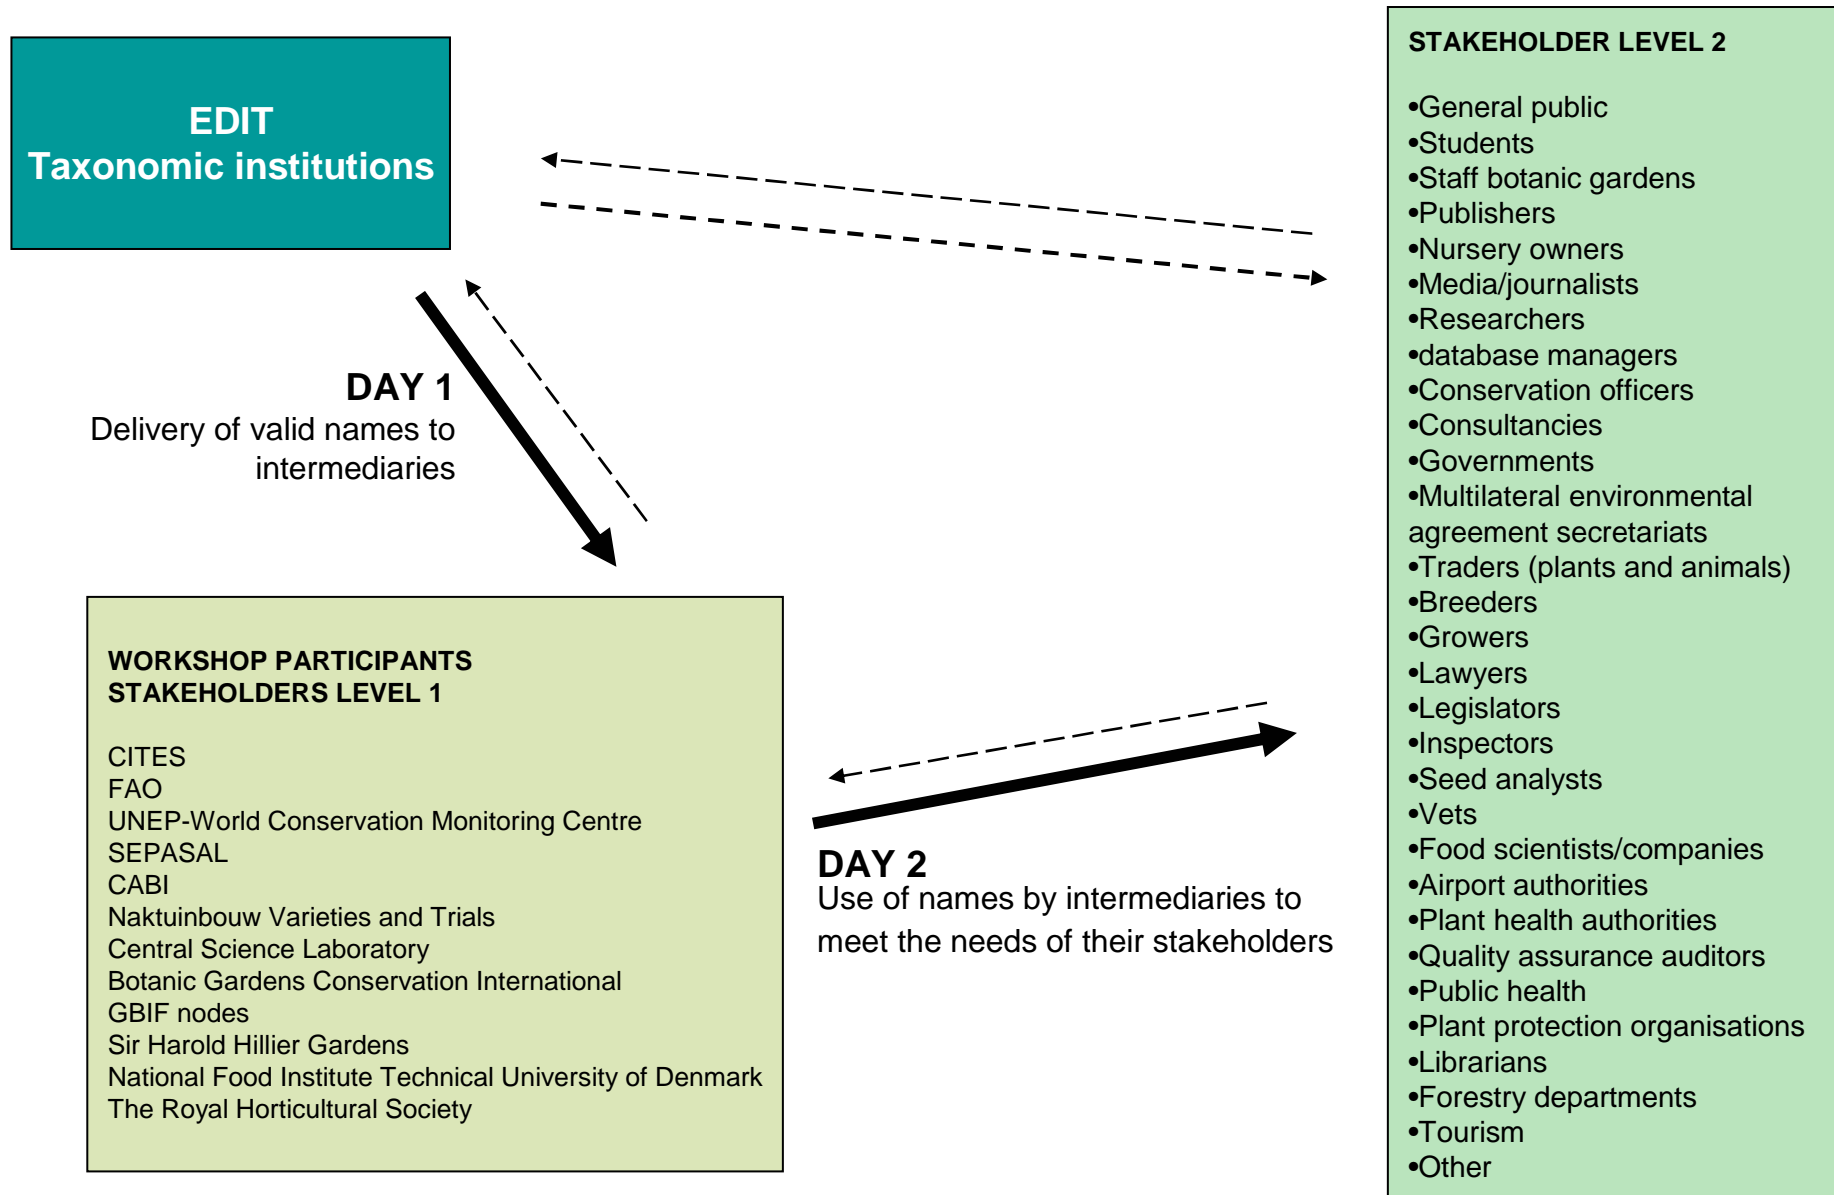 EDIT
Taxonomic institutions
DAY 1
Delivery of valid names to
intermediaries
WORKSHOP PARTICIPANTS
STAKEHOLDERS LEVEL 1
CITES
FAO
UNEP-World Conservation Monitoring Centre
SEPASAL
CABI
Naktuinbouw Varieties and Trials
Central Science Laboratory
Botanic Gardens Conservation International
GBIF nodes
Sir Harold Hillier Gardens
National Food Institute Technical University of Denmark
The Royal Horticultural Society
DAY 2
Use of names by intermediaries to
meet the needs of their stakeholders
STAKEHOLDER LEVEL 2
•General public
•Students
•Staff botanic gardens
•Publishers
•Nursery owners
•Media/journalists
•Researchers
•database managers
•Conservation officers
•Consultancies
•Governments
•Multilateral environmental
agreement secretariats
•Traders (plants and animals)
•Breeders
•Growers
•Lawyers
•Legislators
•Inspectors
•Seed analysts
•Vets
•Food scientists/companies
•Airport authorities
•Plant health authorities
•Quality assurance auditors
•Public health
•Plant protection organisations
•Librarians
•Forestry departments
•Tourism
•Other